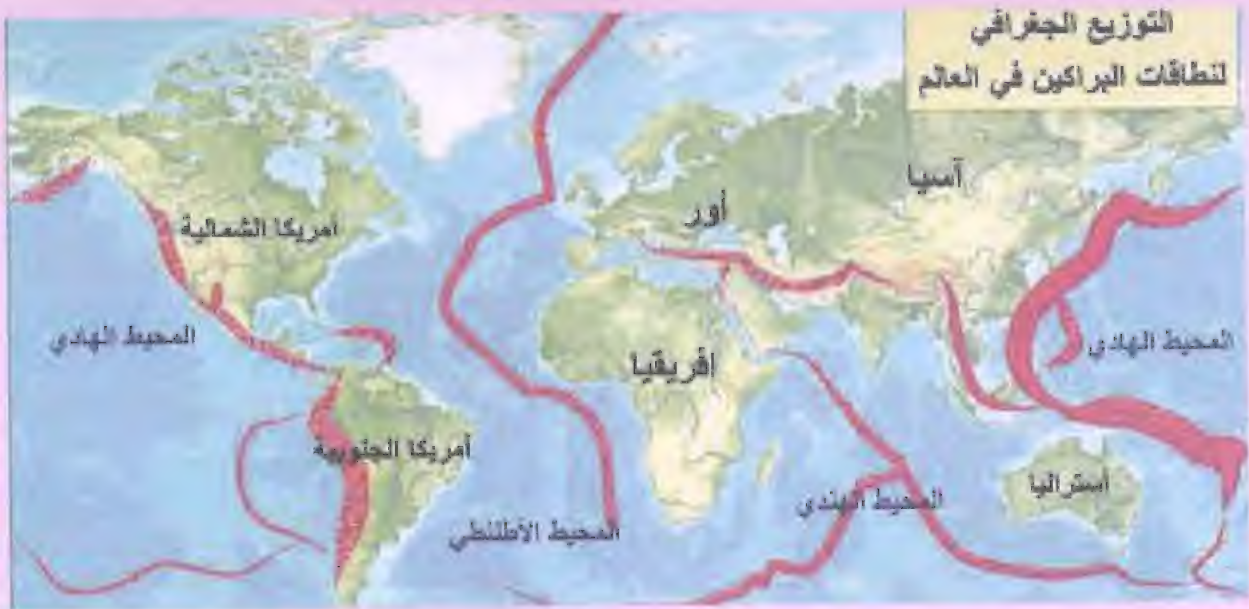 التوزيع الجغرافي
لنطاقات البراكين في العالم
آسيا
أور
أمريكا الشمالية
المحيط الهادي
المحيط الهادي
إفريقيا
أمريكا الجنوبية
أستراليا
المحيط الهندي
المحيط الأطلنطي